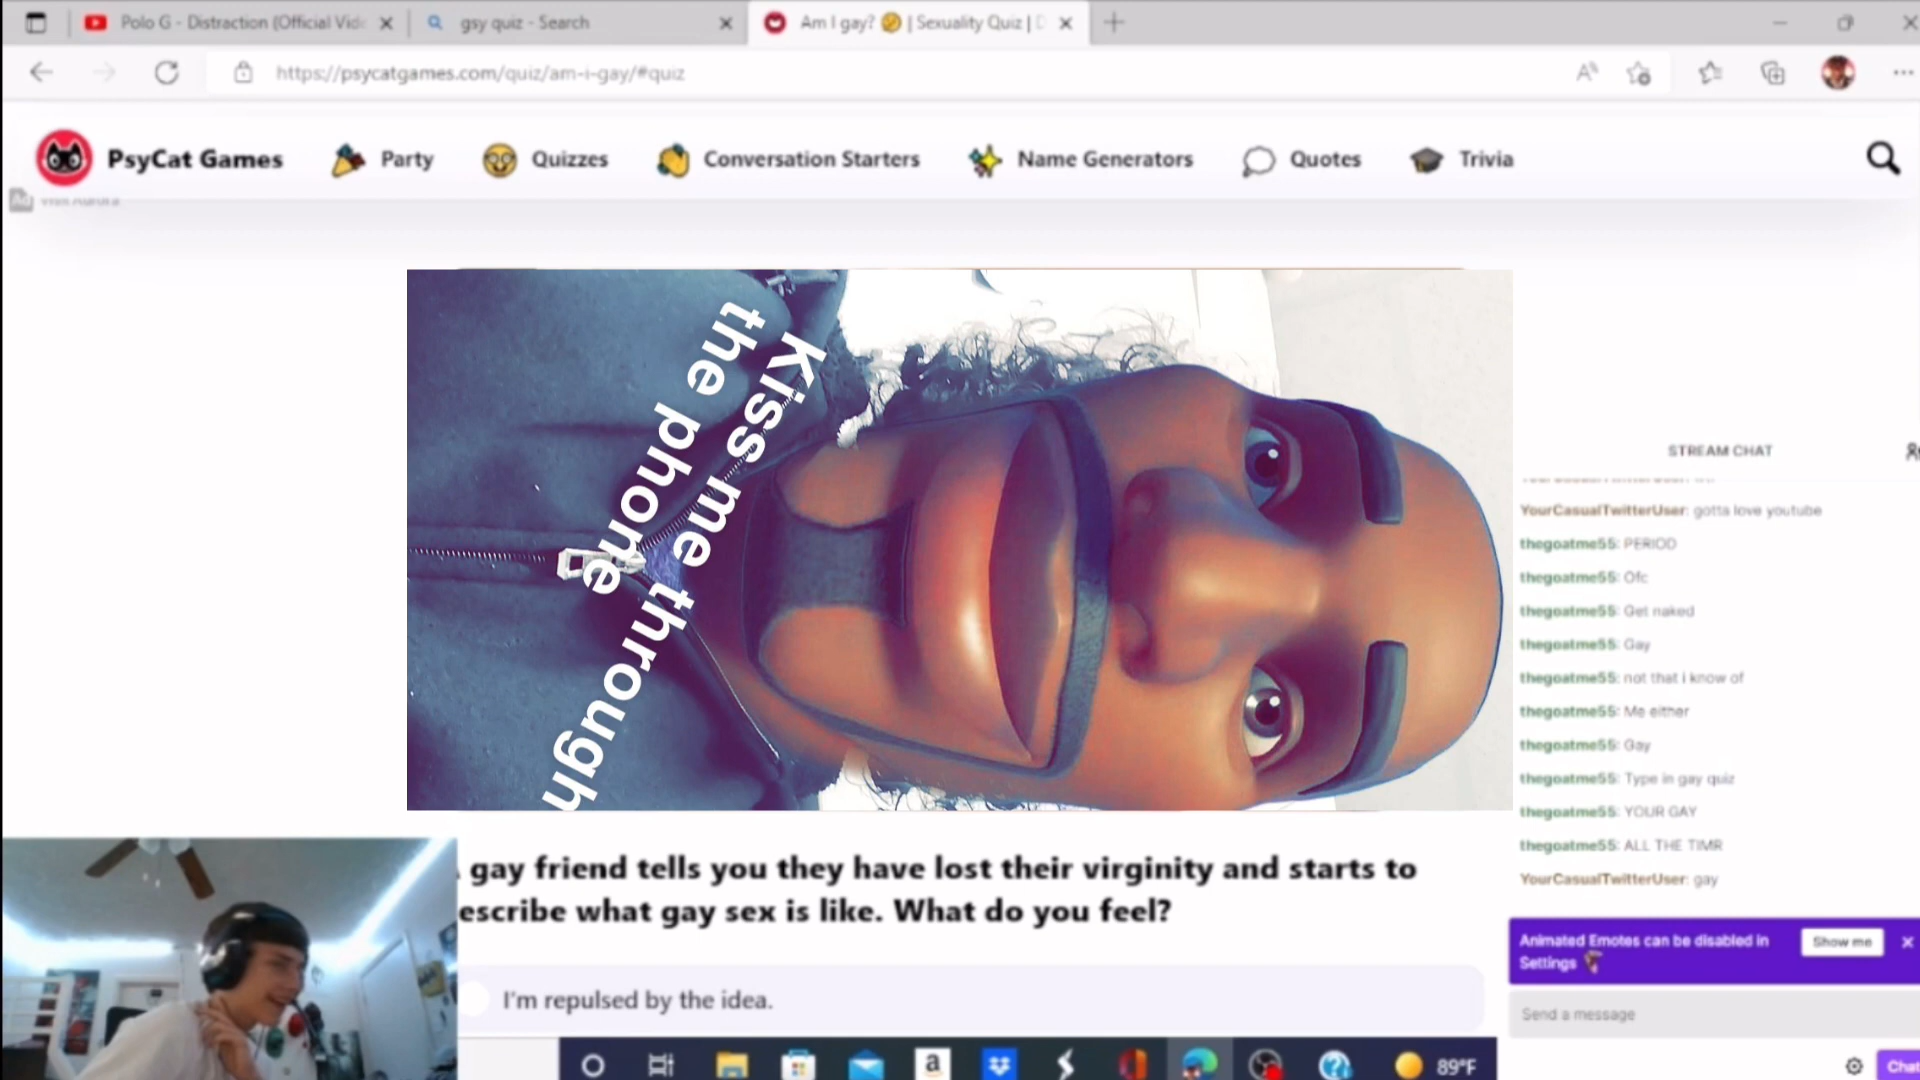 Polo G - Distraction (Official Vid
gsy quiz - Search
Am I gay? 🤔 | Sexuality Quiz |
https://psycatgames.com/quiz/am-i-gay/#quiz
PsyCat Games
Party
Quizzes
Conversation Starters
Name Generators
Quotes
Trivia
Kiss me through
the phone
STREAM CHAT
YourCasualTwitterUser: gotta love youtube
thegoatme55: PERIOD
thegoatme55: Ofc
thegoatme55: Get naked
thegoatme55: Gay
thegoatme55: not that i know of
thegoatme55: Me either
thegoatme55: Gay
thegoatme55: Type in gay quiz
thegoatme55: YOUR GAY
thegoatme55: ALL THE TIMR
YourCasualTwitterUser: gay
gay friend tells you they have lost their virginity and starts to
escribe what gay sex is like. What do you feel?
I'm repulsed by the idea.
Animated Emotes can be disabled in
Settings
Show me
Send a message
Chat
89°F